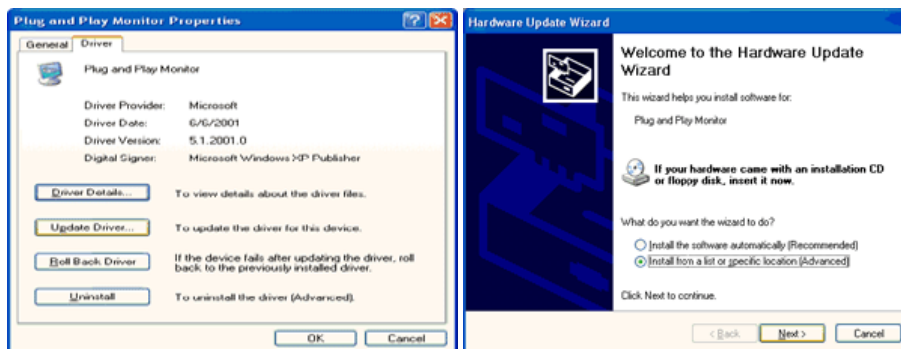 Plug and Play Monitor Properties
General
Driver
Plug and Play Monitor
Driver Provider: Microsoft
Driver Date: 6/6/2001
Driver Version: 5.1.2001.0
Digital Signer: Microsoft Windows XP Publisher
Driver Details...
To view details about the driver files.
Update Driver...
To update the driver for this device.
Roll Back Driver
If the device fails after updating the driver, roll
back to the previously installed driver.
Uninstall
To uninstall the driver (Advanced).
OK
Cancel
Hardware Update Wizard
Welcome to the Hardware Update
Wizard
This wizard helps you install software for:
Plug and Play Monitor
If your hardware came with an installation CD
or floppy disk, insert it now.
What do you want the wizard to do?
Install the software automatically (Recommended)
Install from a list or specific location (Advanced)
Click Next to continue.
< Back
Next >
Cancel